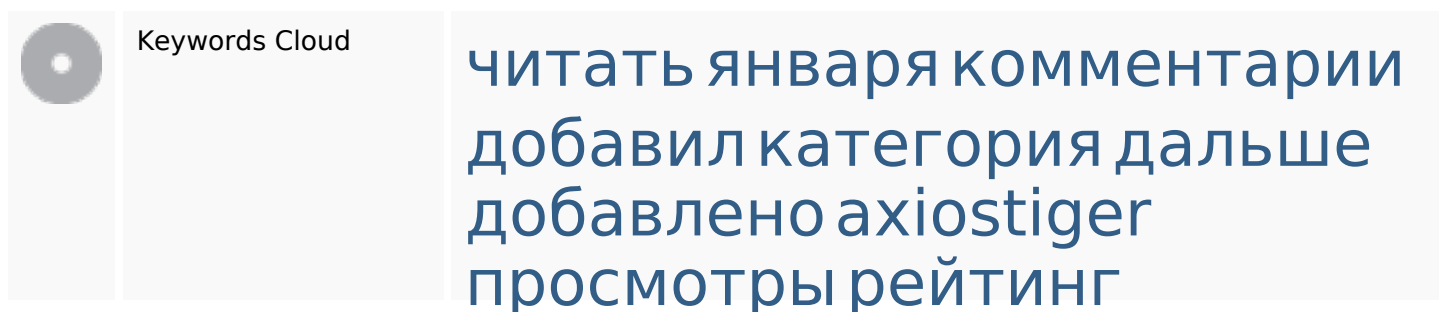 Keywords Cloud
читать января комментарии
добавил категория дальше
добавлено axiostiger
просмотры рейтинг